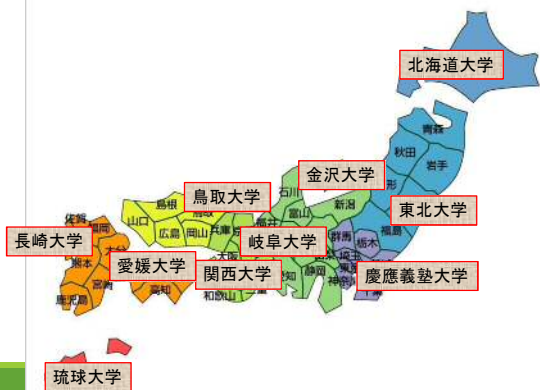 北海道大学
青森
秋田
岩手
金沢大学
形
石川
鳥取大学
島根
新潟
富山
東北大学
佐賀
福岡
山口
広島
岡山
兵庫
岐阜大学
群馬
栃木
福島
長崎大学
大分
熊本
愛媛大学
大阪
関西大学
静岡
埼玉
慶應義塾大学
神奈川
宮崎
高知
鹿児島
和歌山
琉球大学